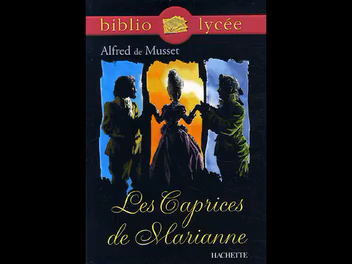 biblio lycée
Alfred de Musset
Les Caprices
de Marianne
HACHETTE